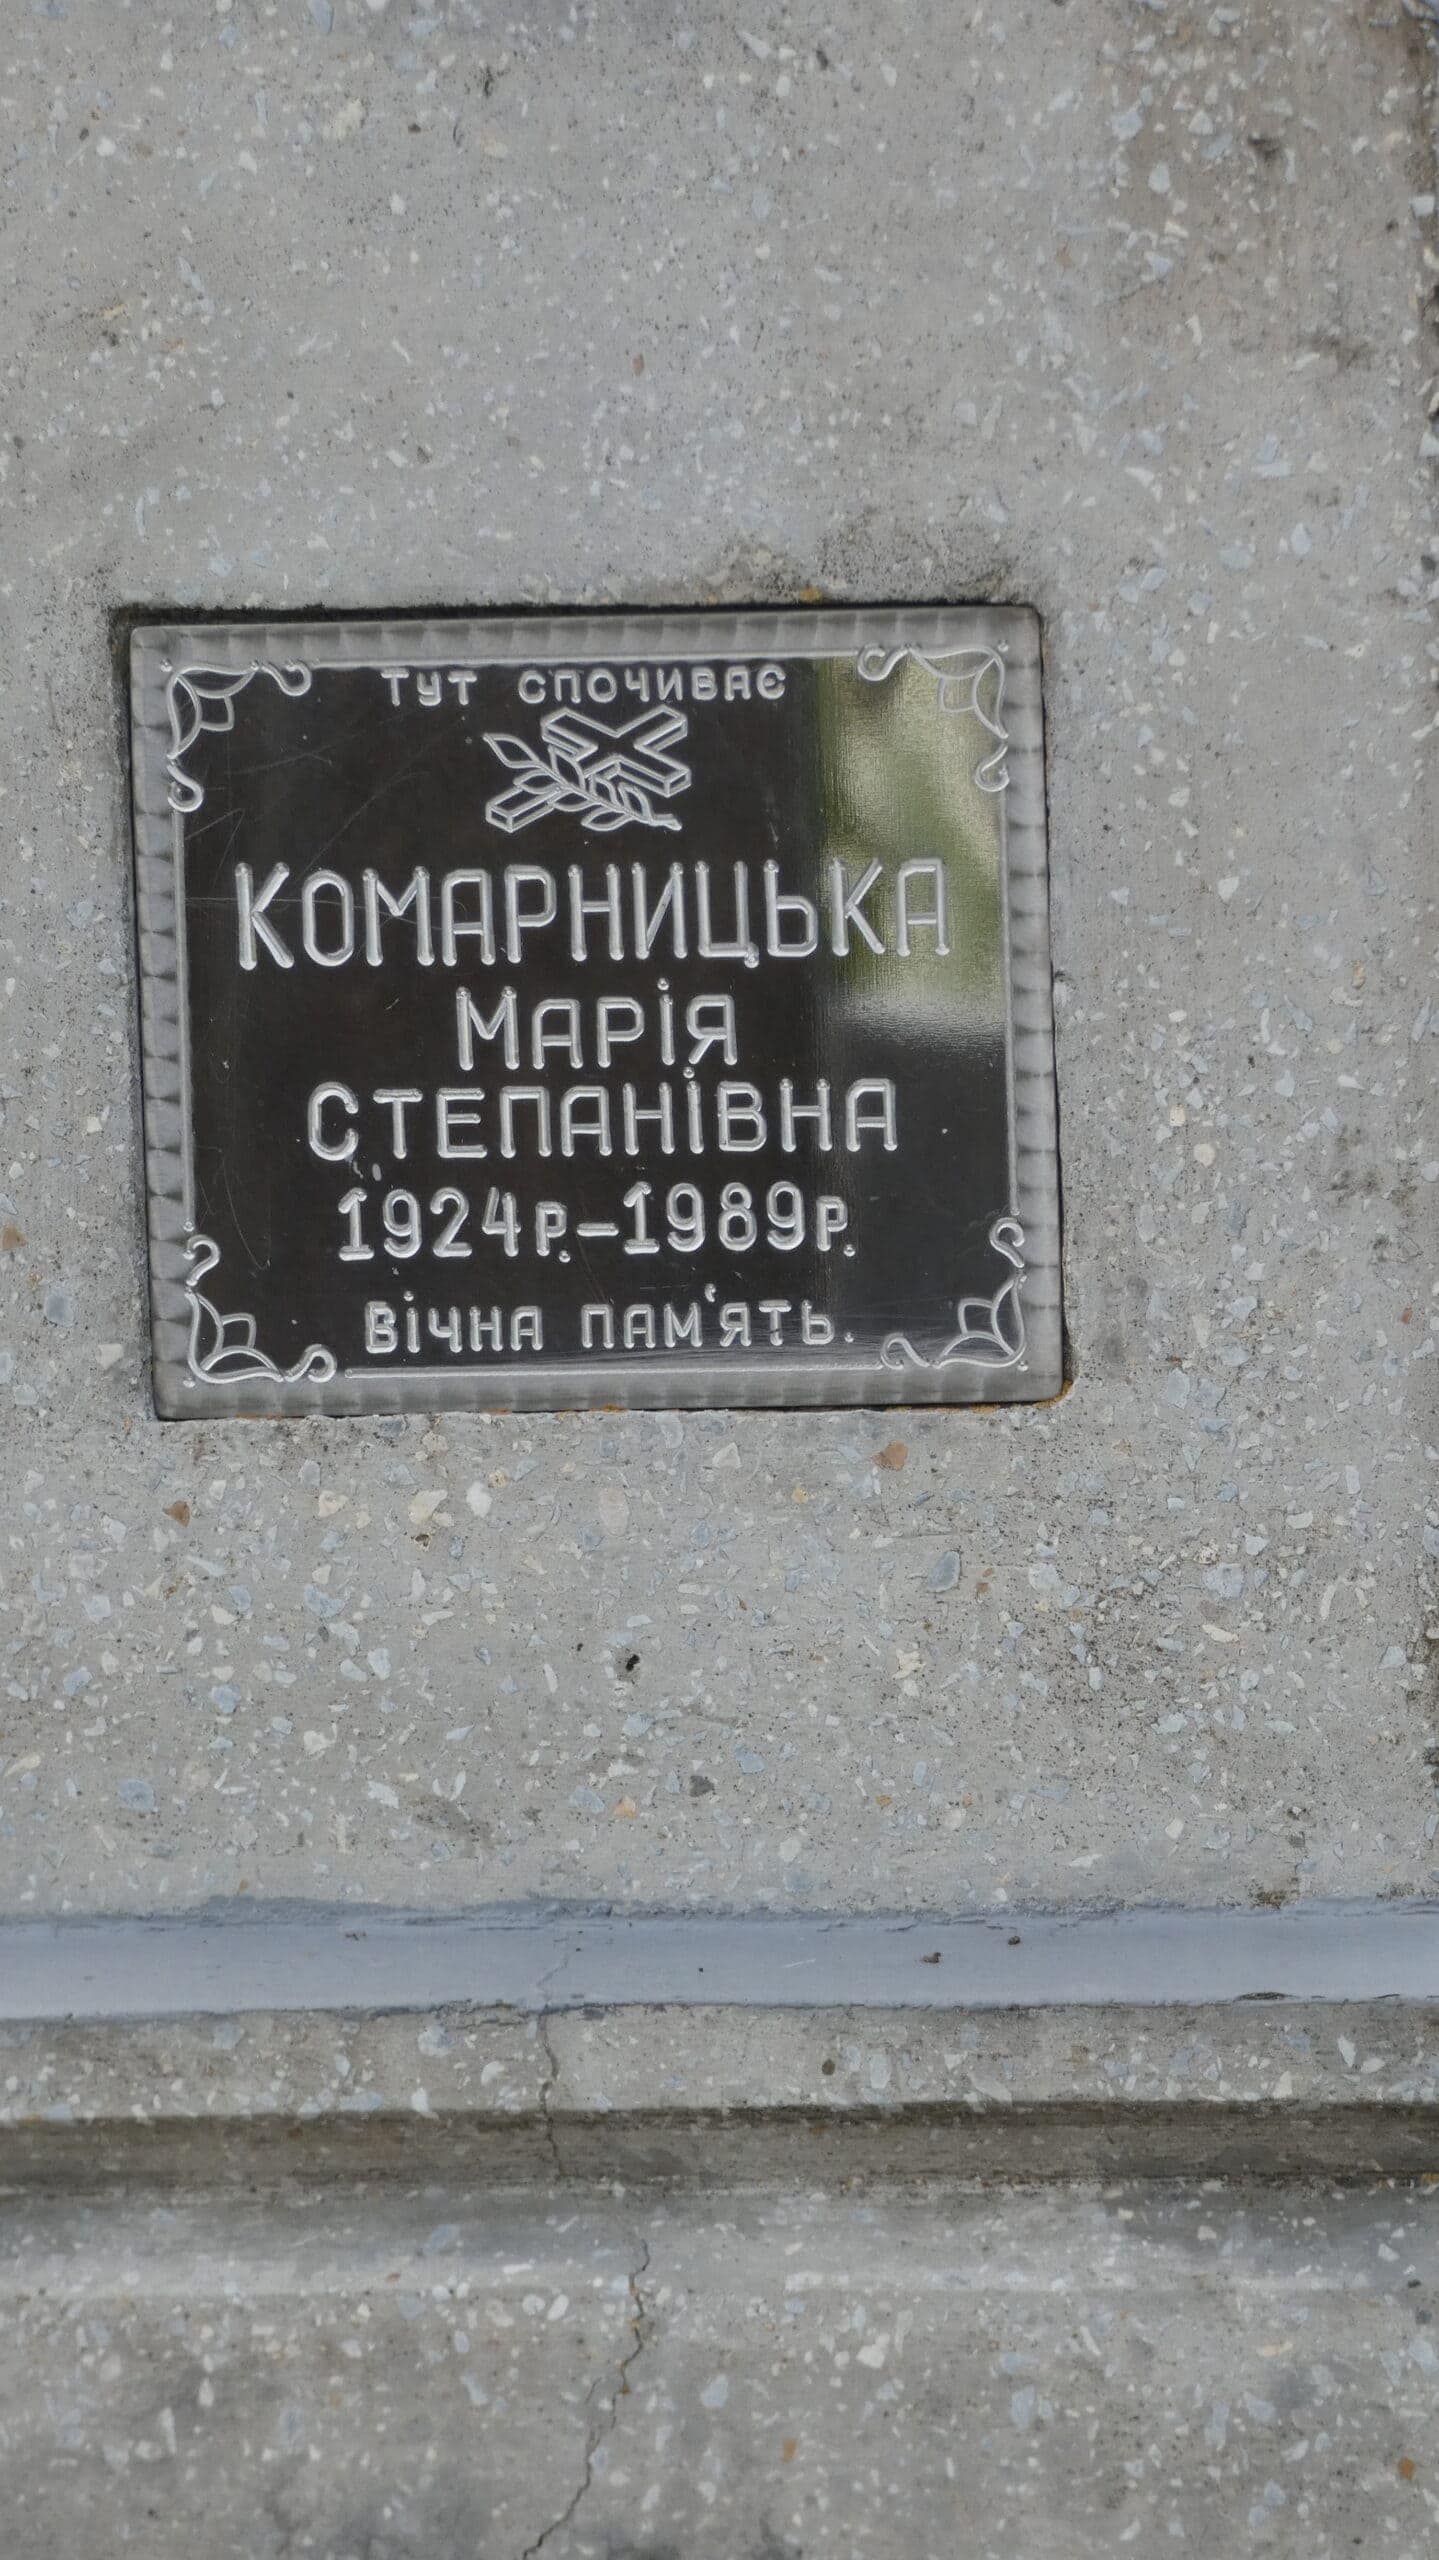 Тут спочиває
КОМАРНИЦЬКА
МАРІЯ
СТЕПАНІВНА
1924р.–1989р.
Вічна пам'ять.